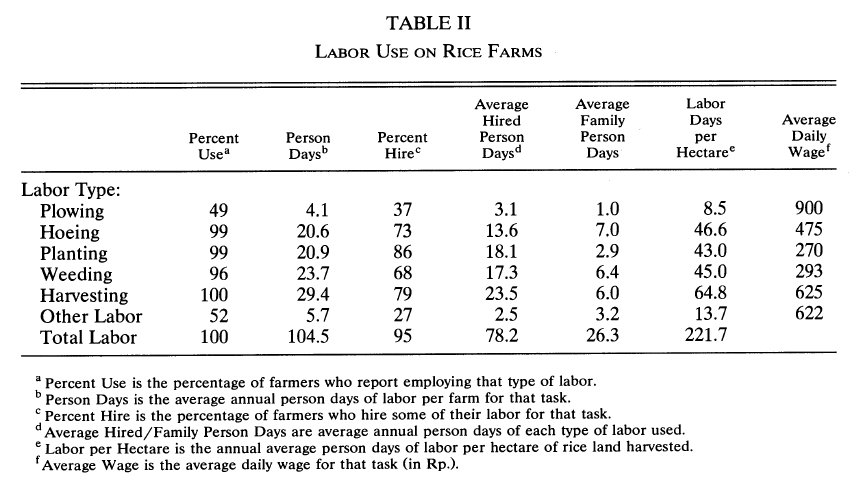 TABLE II
LABOR USE ON RICE FARMS
Percent Use^a Person Days^b Percent Hire^c Average Hired Person Days^d Average Family Person Days Labor Days per Hectare^e Average Daily Wage^f
Labor Type:
Plowing 49 4.1 37 3.1 1.0 8.5 900
Hoeing 99 20.6 73 13.6 7.0 46.6 475
Planting 99 20.9 86 18.1 2.9 43.0 270
Weeding 96 23.7 68 17.3 6.4 45.0 293
Harvesting 100 29.4 79 23.5 6.0 64.8 625
Other Labor 52 5.7 27 2.5 3.2 13.7 622
Total Labor 100 104.5 95 78.2 26.3 221.7
^a Percent Use is the percentage of farmers who report employing that type of labor.
^b Person Days is the average annual person days of labor per farm for that task.
^c Percent Hire is the percentage of farmers who hire some of their labor for that task.
^d Average Hired/Family Person Days are average annual person days of each type of labor used.
^e Labor per Hectare is the annual average person days of labor per hectare of rice land harvested.
^f Average Wage is the average daily wage for that task (in Rp.).